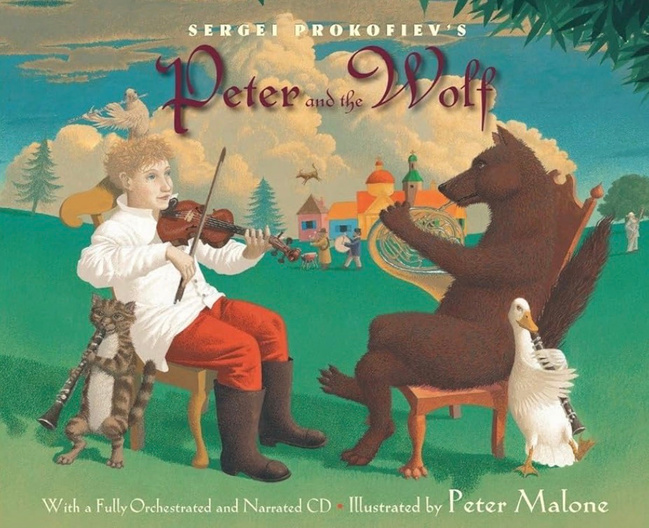 SERGEI PROKOFIEV'S
Peter and the Wolf
With a Fully Orchestrated and Narrated CD • Illustrated by Peter Malone